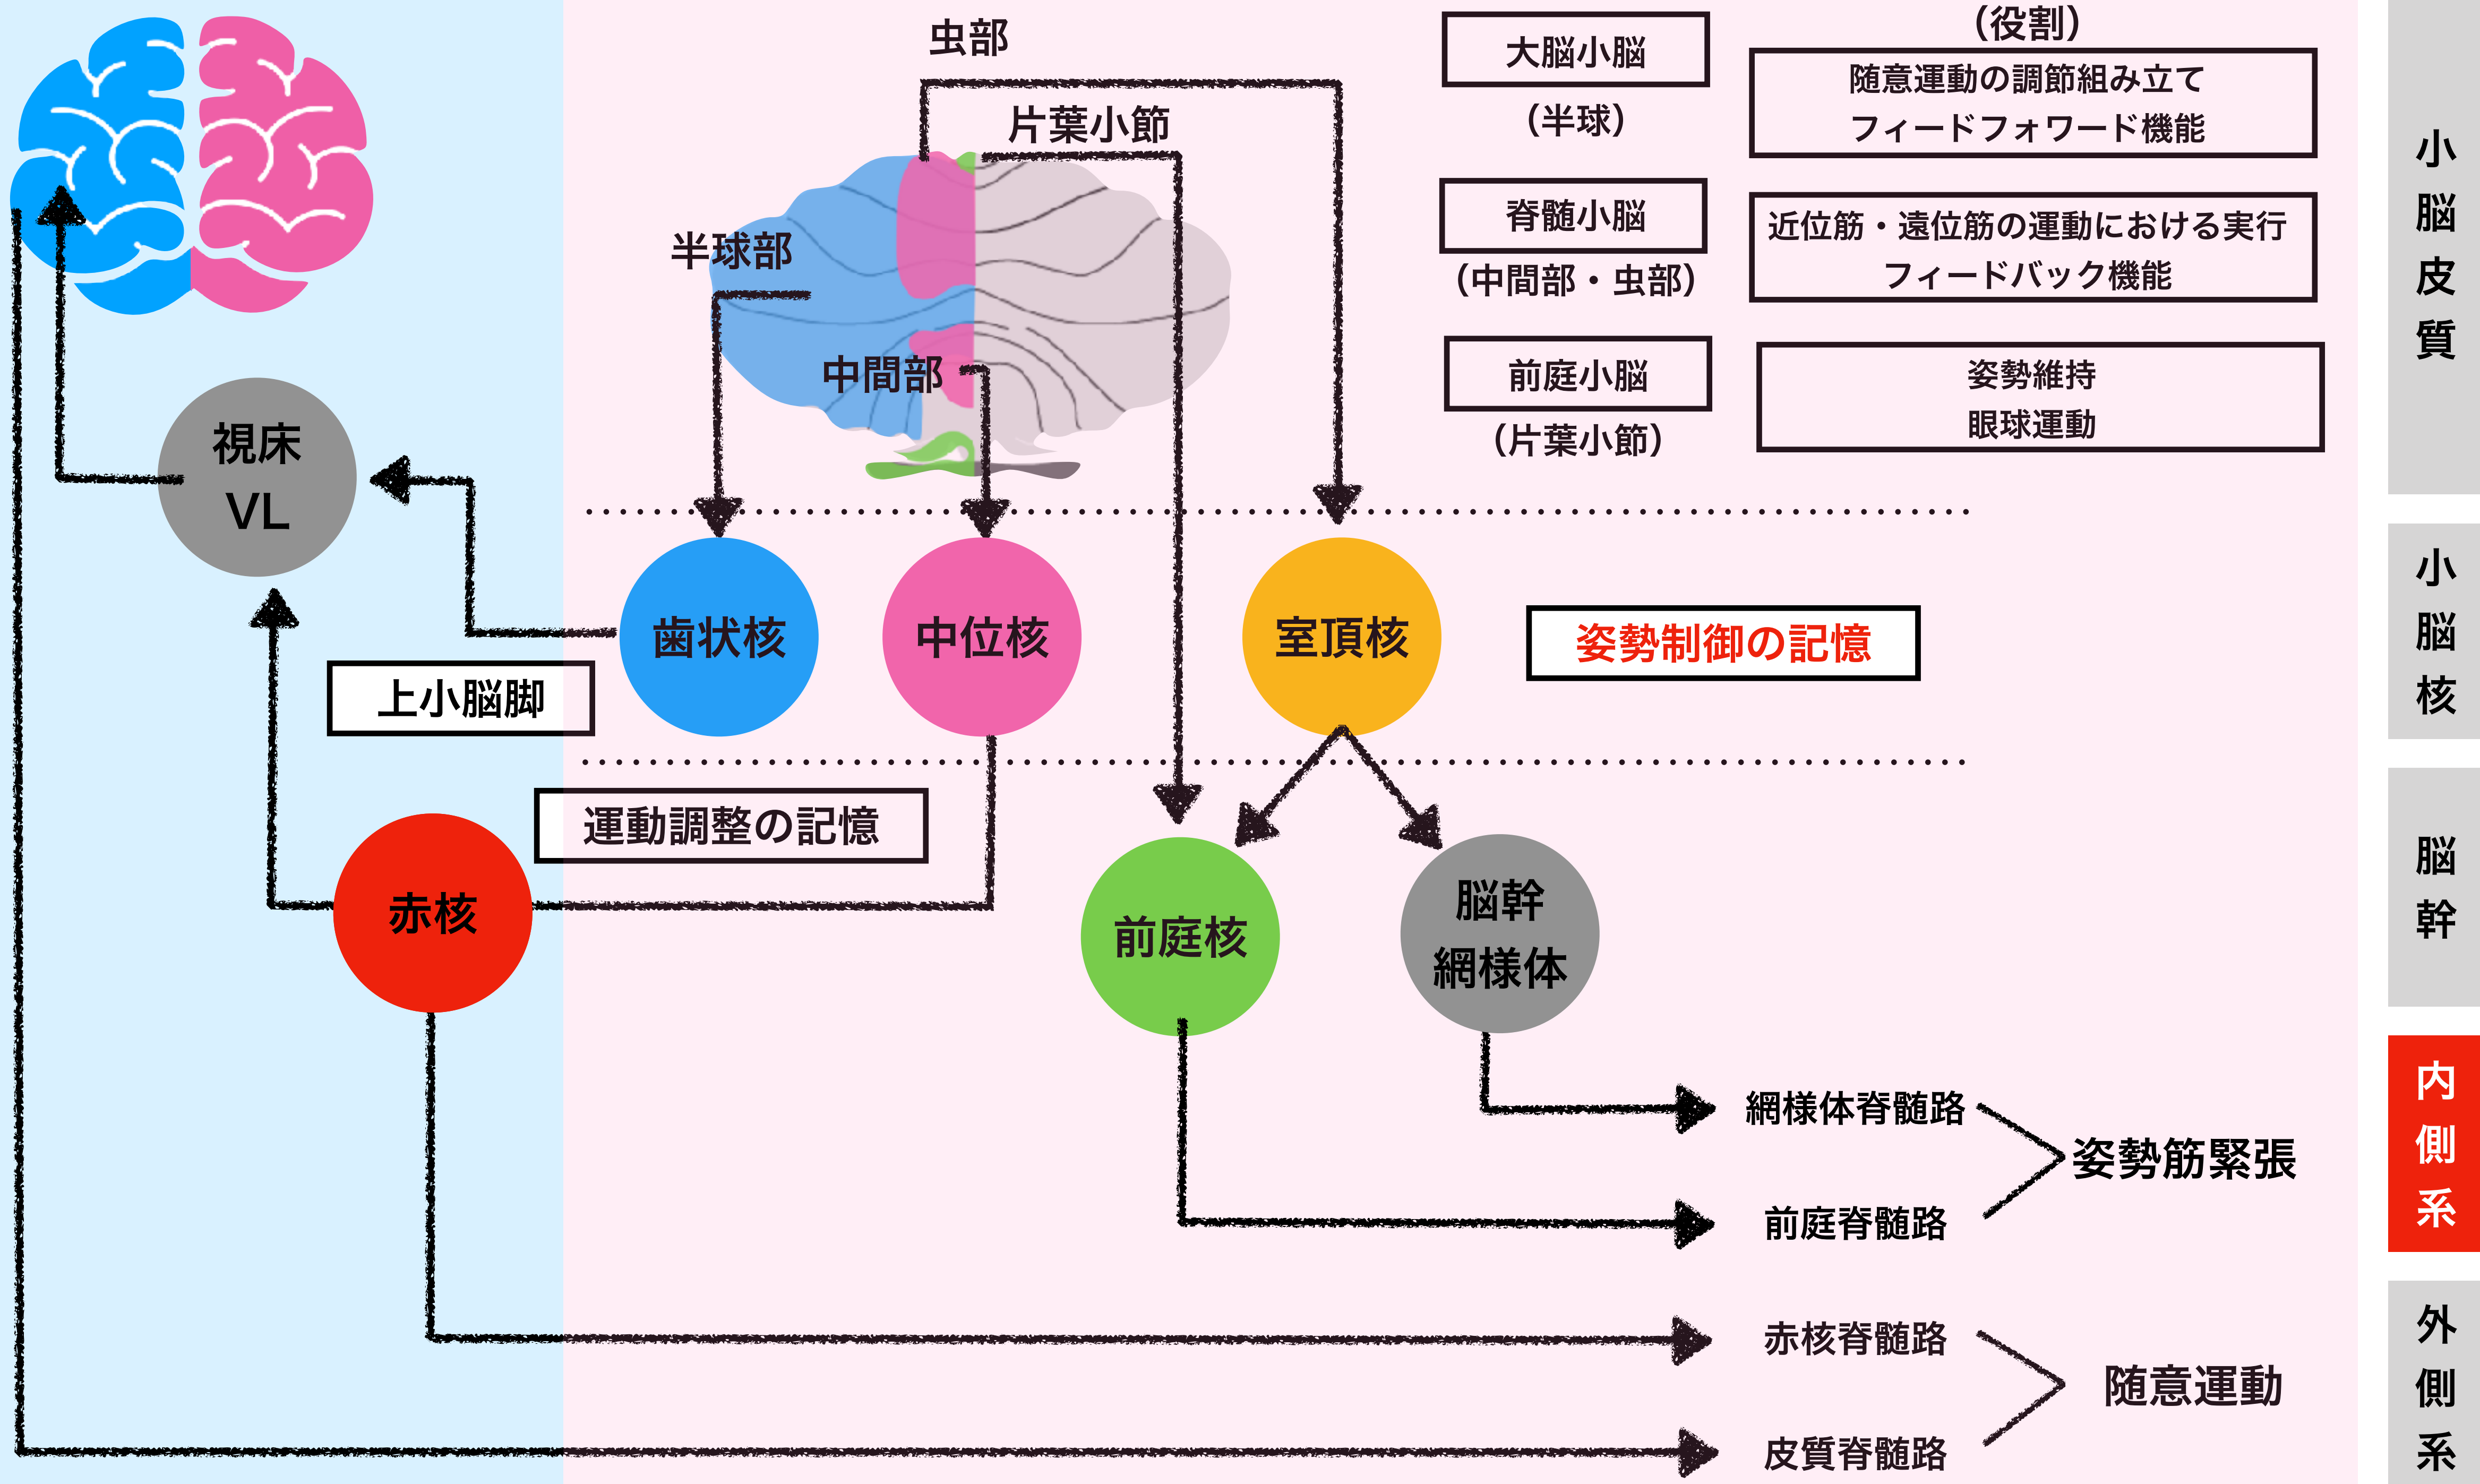 虫部
片葉小節
半球部
中間部
大脳小脳
（半球）
脊髄小脳
（中間部・虫部）
前庭小脳
（片葉小節）
（役割）
随意運動の調節組み立て
フィードフォワード機能
近位筋・遠位筋の運動における実行
フィードバック機能
姿勢維持
眼球運動
小脳皮質
視床
VL
歯状核
中位核
室頂核
姿勢制御の記憶
小脳核
上小脳脚
運動調整の記憶
赤核
前庭核
脳幹
網様体
脳幹
網様体脊髄路
前庭脊髄路
姿勢筋緊張
内側系
赤核脊髄路
皮質脊髄路
随意運動
外側系